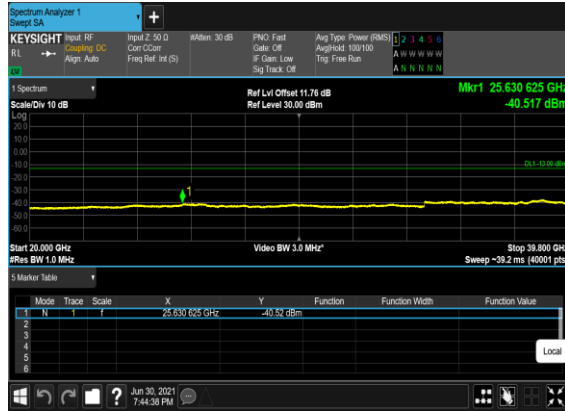 Spectrum Analyzer 1
Swept SA
+
KEYSIGHT Input: RF Input Z: 50 Ω #Atten: 30 dB PNO: Fast Avg Type: Power (RMS) 1 2 3 4 5 6
RL Coupling: DC Corr CCorr Gate: Off Avg|Hold: 100/100 A W W W W W
Align: Auto Freq Ref: Int (S) IF Gain: Low Trig: Free Run
Sig Track: Off A N N N N N
1 Spectrum Ref Lvl Offset 11.76 dB Mkr1 25.630 625 GHz
Scale/Div 10 dB Ref Level 30.00 dBm -40.517 dBm
Log
20.0
10.0
0.00
-10.0 DL1 -13.00 dBm
-20.0
-30.0 1
-40.0
-50.0
-60.0
Start 20.000 GHz Video BW 3.0 MHz* Stop 39.800 GHz
#Res BW 1.0 MHz Sweep ~39.2 ms (40001 pts)
5 Marker Table
Mode Trace Scale X Y Function Function Width Function Value
1 N 1 f 25.630 625 GHz -40.52 dBm
2
3
4
5
6
Local
? Jun 30, 2021
7:44:38 PM